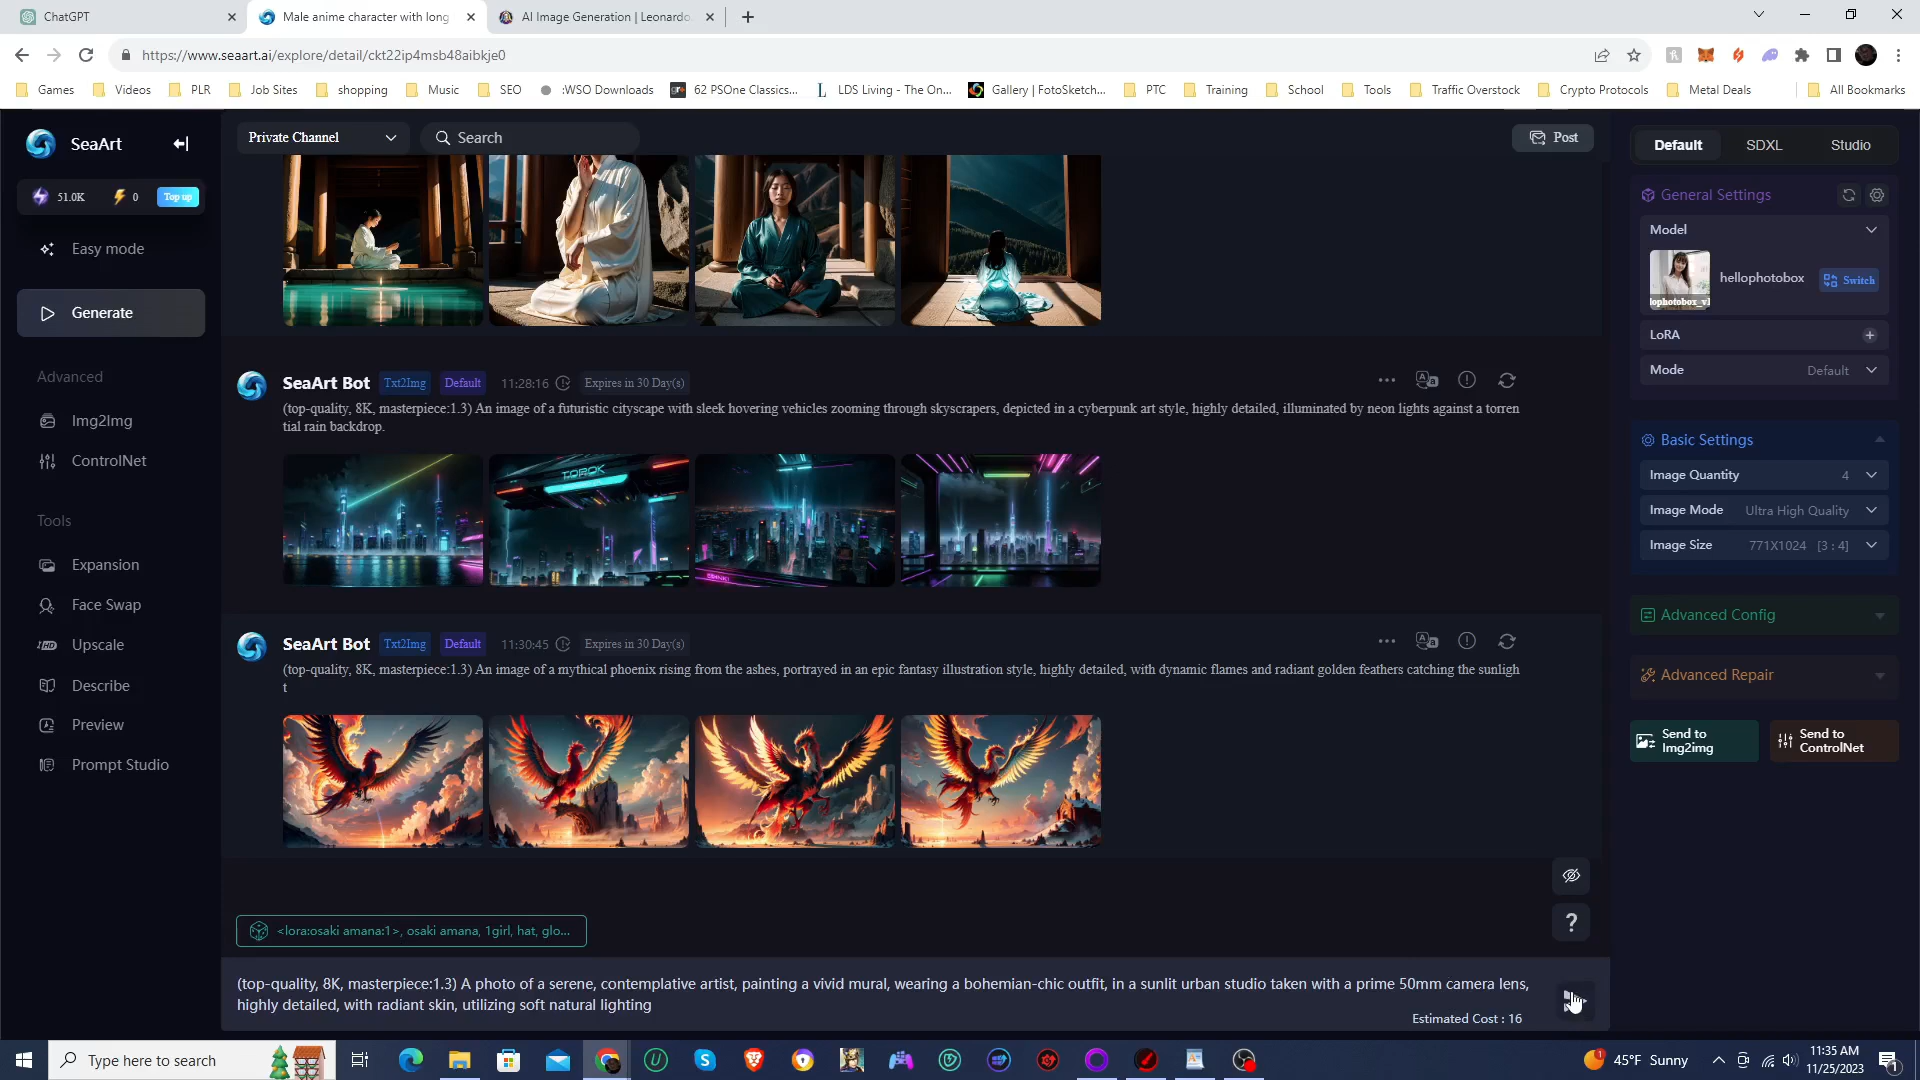 ChatGPT
Male anime character with long
AI Image Generation | Leonardo.
https://www.seaart.ai/explore/detail/ckt22ip4msb48aibkje0
Games
Videos
PLR
Job Sites
shopping
Music
SEO
:WSO Downloads
62 PSOne Classics...
LDS Living - The On...
Gallery | FotoSketch...
PTC
Training
School
Tools
Traffic Overstock
Crypto Protocols
Metal Deals
All Bookmarks
SeaArt
51.0K
0
Top up
Easy mode
Generate
Advanced
Img2Img
ControlNet
Tools
Expansion
Face Swap
Upscale
Describe
Preview
Prompt Studio
Private Channel
Search
Post
SeaArt Bot Txt2Img Default 11:28:16 Expires in 30 Day(s)
(top-quality, 8K, masterpiece:1.3) An image of a futuristic cityscape with sleek hovering vehicles zooming through skyscrapers, depicted in a cyberpunk art style, highly detailed, illuminated by neon lights against a torren
tial rain backdrop.
SeaArt Bot Txt2Img Default 11:30:45 Expires in 30 Day(s)
(top-quality, 8K, masterpiece:1.3) An image of a mythical phoenix rising from the ashes, portrayed in an epic fantasy illustration style, highly detailed, with dynamic flames and radiant golden feathers catching the sunligh
t
<lora:osaki amana:1>, osaki amana, 1girl, hat, glo...
(top-quality, 8K, masterpiece:1.3) A photo of a serene, contemplative artist, painting a vivid mural, wearing a bohemian-chic outfit, in a sunlit urban studio taken with a prime 50mm camera lens,
highly detailed, with radiant skin, utilizing soft natural lighting
Estimated Cost : 16
?
Default
SDXL
Studio
General Settings
Model
hellophotobox
lophotobox_v1
Switch
LoRA
Mode Default
Basic Settings
Image Quantity 4
Image Mode Ultra High Quality
Image Size 771X1024 [3 : 4]
Advanced Config
Advanced Repair
Send to
Img2img
Send to
ControlNet
Type here to search
45°F Sunny
11:35 AM
11/25/2023